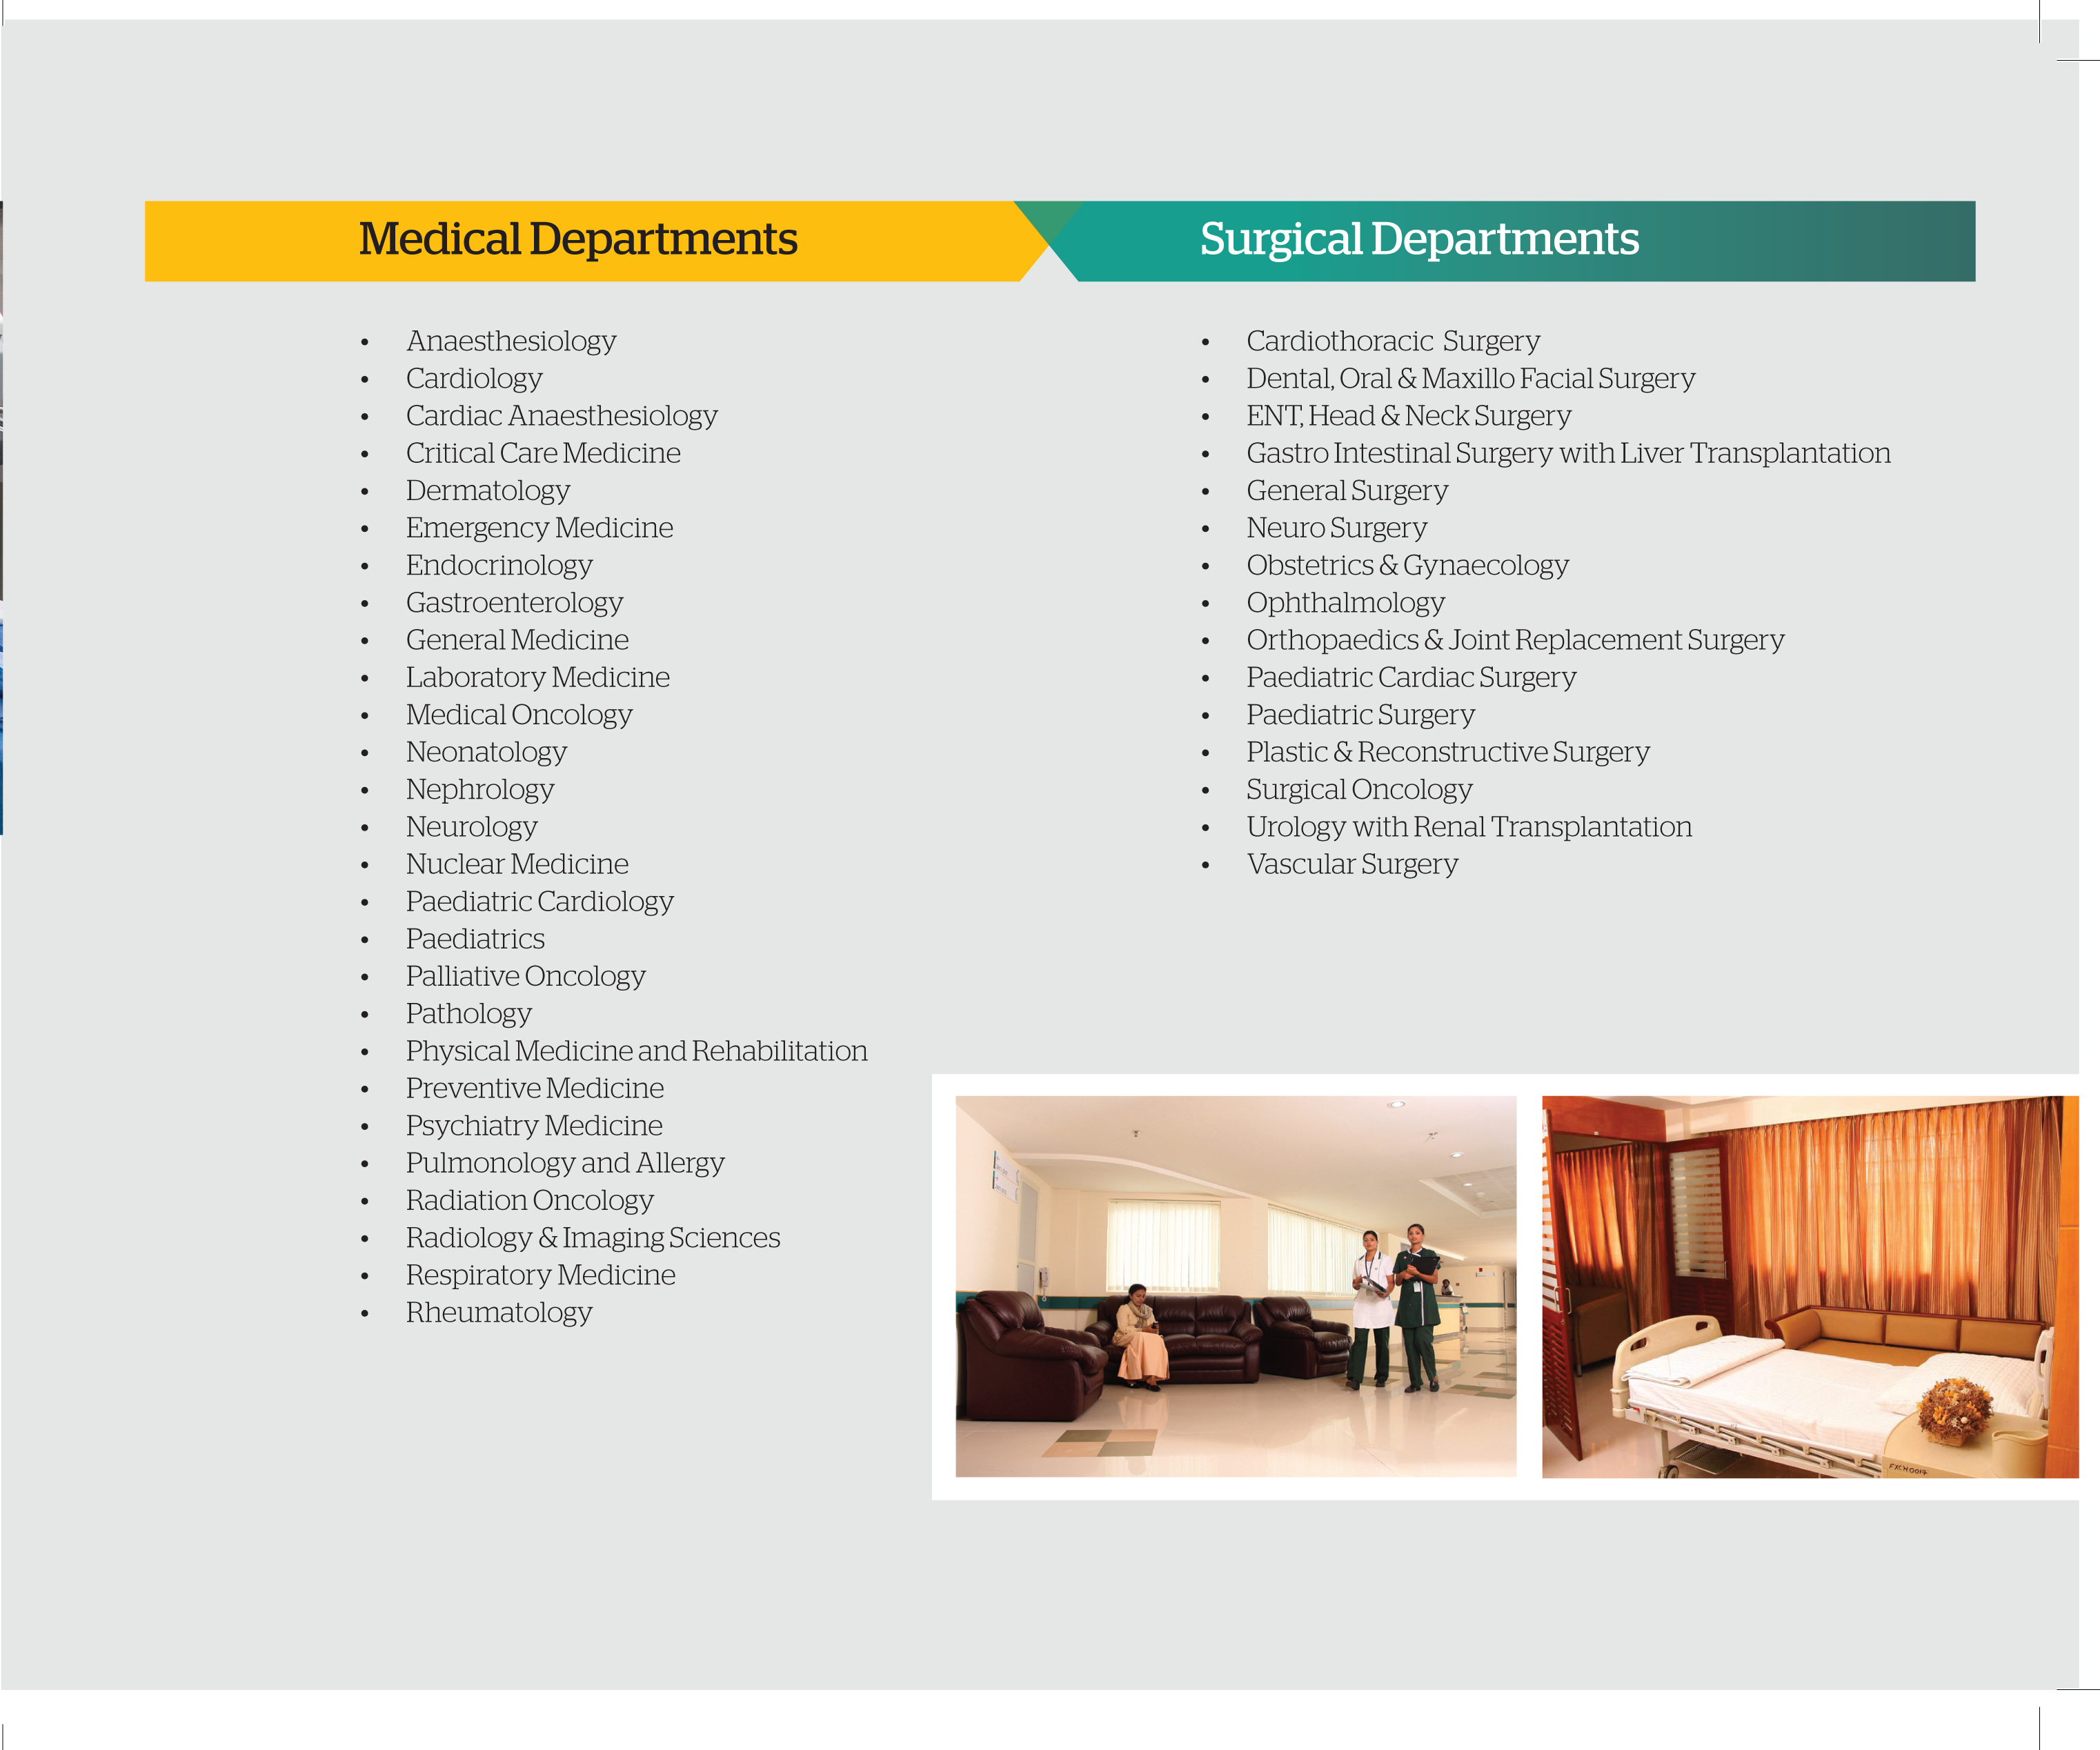 Medical Departments
• Anaesthesiology
• Cardiology
• Cardiac Anaesthesiology
• Critical Care Medicine
• Dermatology
• Emergency Medicine
• Endocrinology
• Gastroenterology
• General Medicine
• Laboratory Medicine
• Medical Oncology
• Neonatology
• Nephrology
• Neurology
• Nuclear Medicine
• Paediatric Cardiology
• Paediatrics
• Palliative Oncology
• Pathology
• Physical Medicine and Rehabilitation
• Preventive Medicine
• Psychiatry Medicine
• Pulmonology and Allergy
• Radiation Oncology
• Radiology & Imaging Sciences
• Respiratory Medicine
• Rheumatology
Surgical Departments
• Cardiothoracic Surgery
• Dental, Oral & Maxillo Facial Surgery
• ENT, Head & Neck Surgery
• Gastro Intestinal Surgery with Liver Transplantation
• General Surgery
• Neuro Surgery
• Obstetrics & Gynaecology
• Ophthalmology
• Orthopaedics & Joint Replacement Surgery
• Paediatric Cardiac Surgery
• Paediatric Surgery
• Plastic & Reconstructive Surgery
• Surgical Oncology
• Urology with Renal Transplantation
• Vascular Surgery